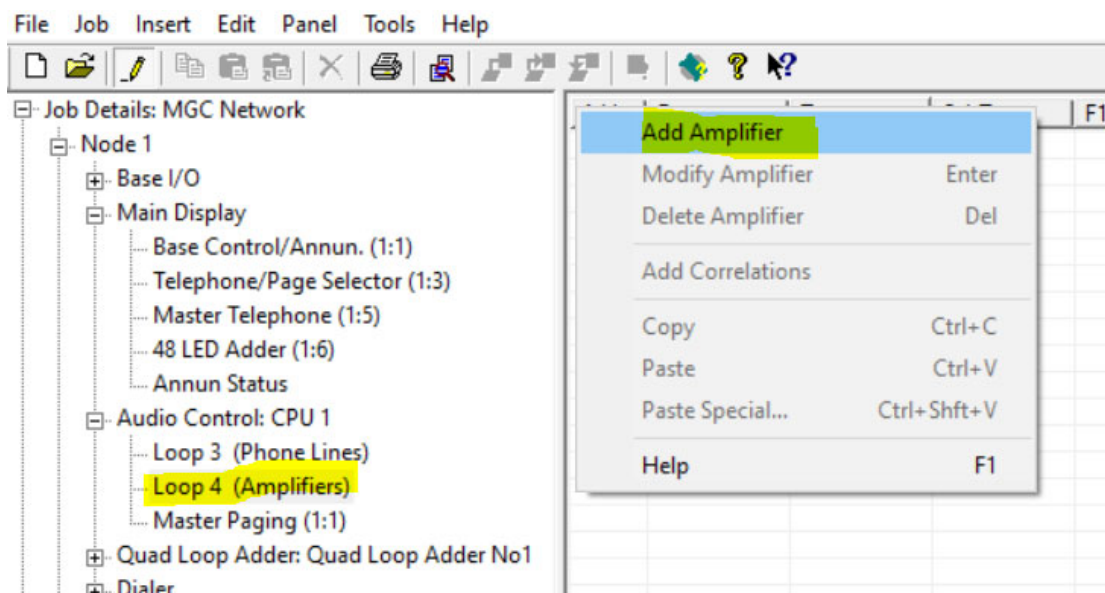 File Job Insert Edit Panel Tools Help
Job Details: MGC Network
Node 1
Base I/O
Main Display
Base Control/Annun. (1:1)
Telephone/Page Selector (1:3)
Master Telephone (1:5)
48 LED Adder (1:6)
Annun Status
Audio Control: CPU 1
Loop 3 (Phone Lines)
Loop 4 (Amplifiers)
Master Paging (1:1)
Quad Loop Adder: Quad Loop Adder No1
Dialer
F1
Add Amplifier
Modify Amplifier Enter
Delete Amplifier Del
Add Correlations
Copy Ctrl+C
Paste Ctrl+V
Paste Special... Ctrl+Shft+V
Help F1